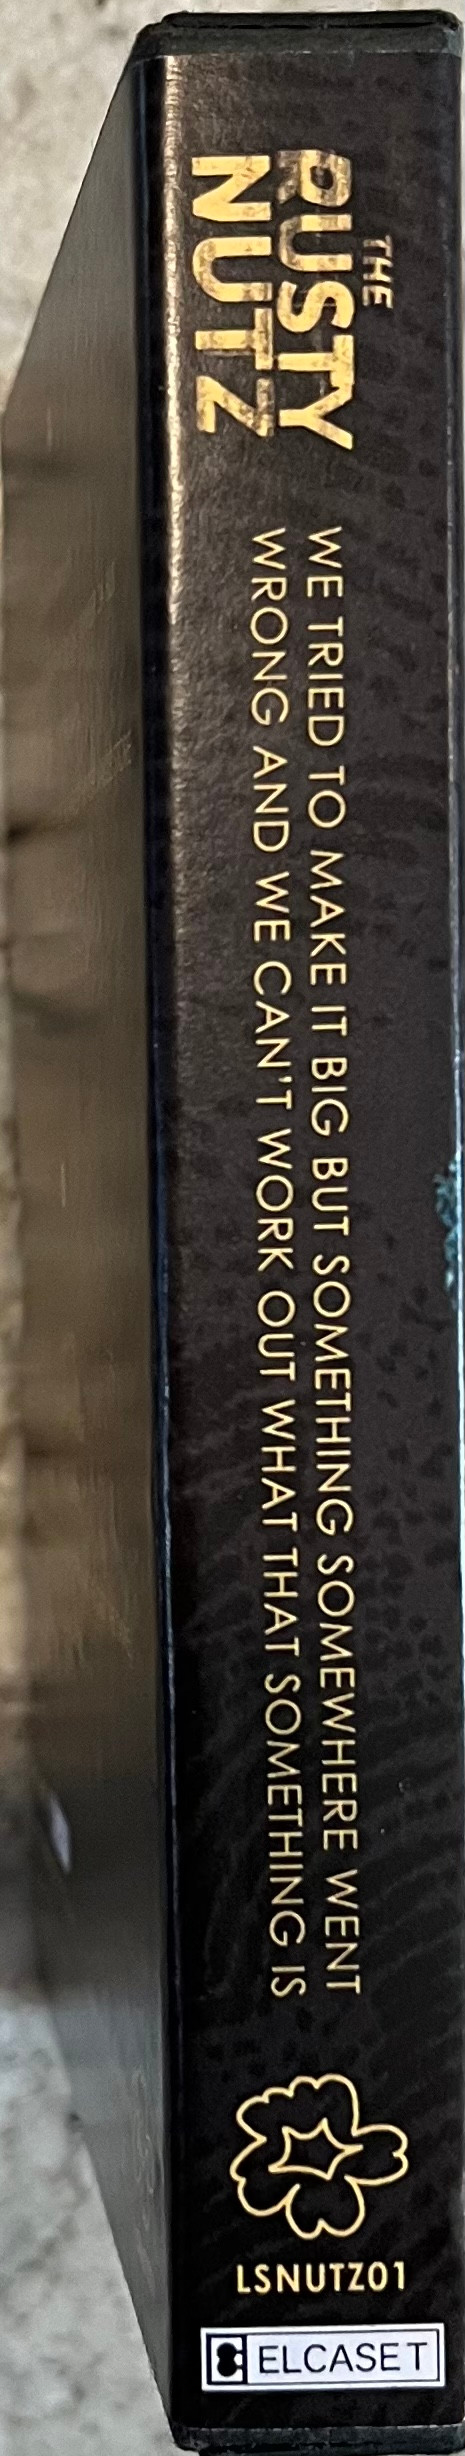 THE
RUSTY
NUTZ
WE TRIED TO MAKE IT BIG BUT SOMETHING SOMEWHERE WENT
WRONG AND WE CAN'T WORK OUT WHAT THAT SOMETHING IS
LSNUTZ01
ELCASET